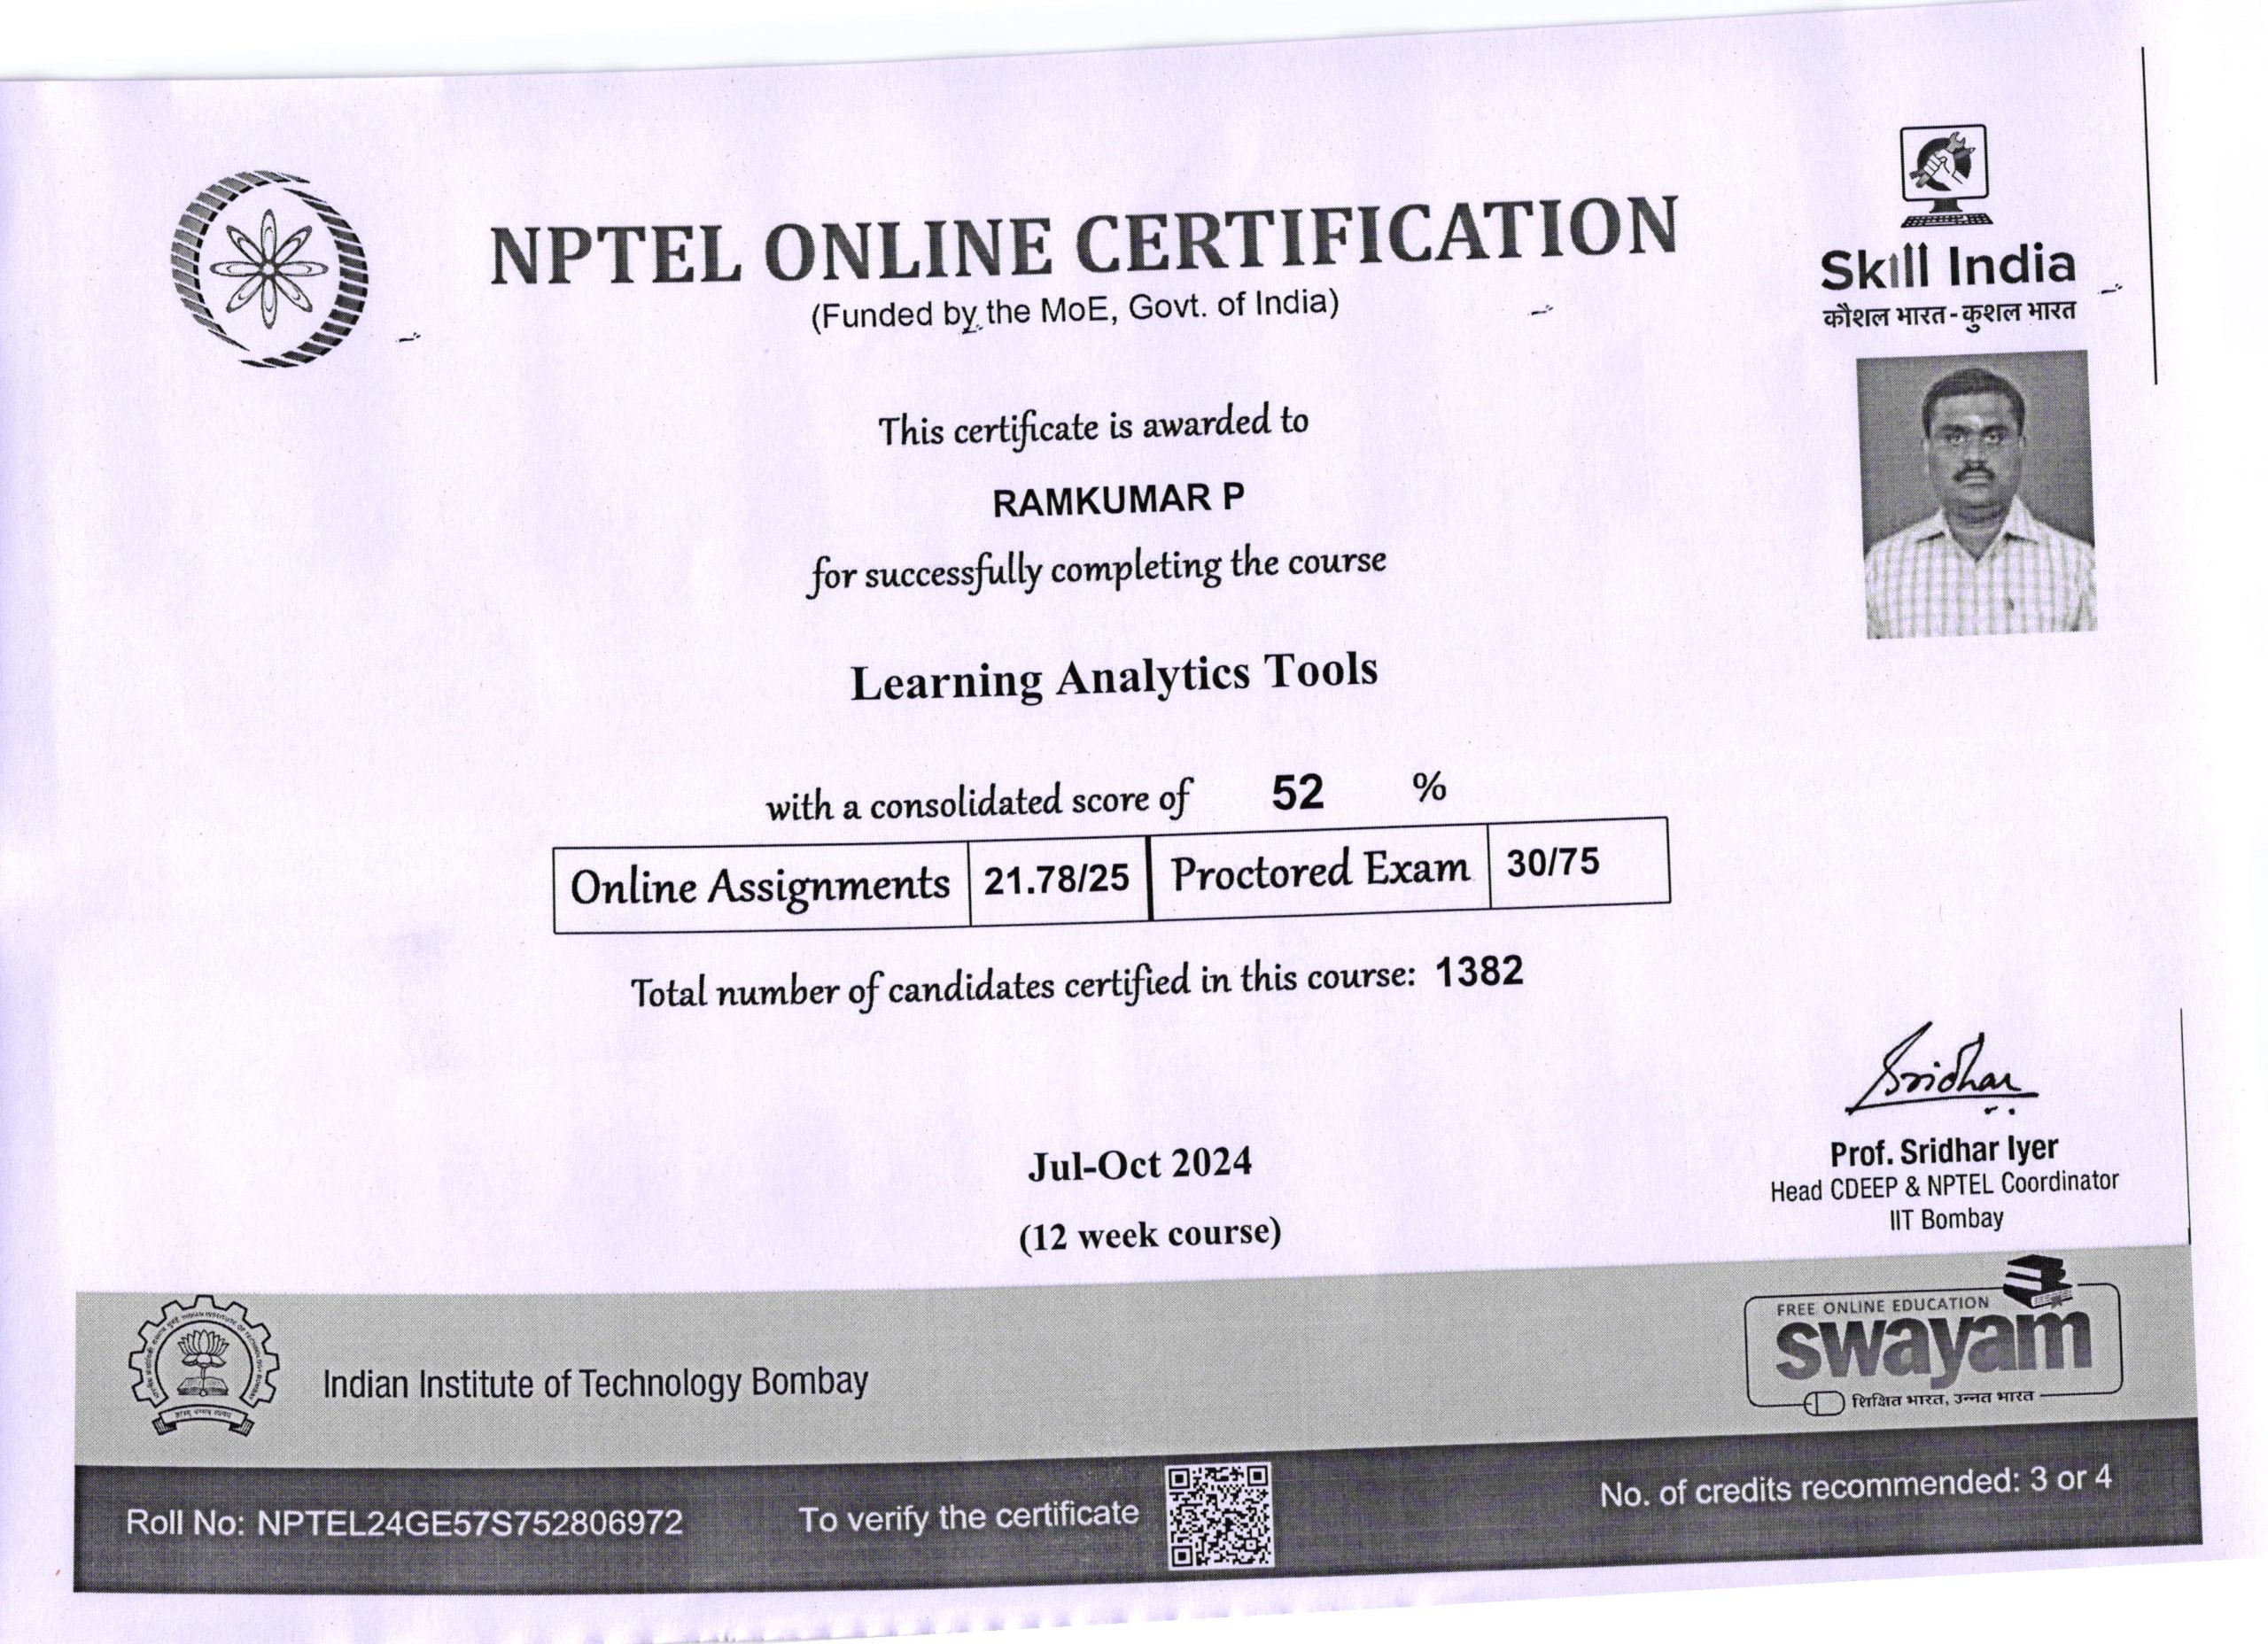 NPTEL ONLINE CERTIFICATION
(Funded by the MoE, Govt. of India)
Skill India
कौशल भारत - कुशल भारत
This certificate is awarded to
RAMKUMAR P
for successfully completing the course
Learning Analytics Tools
with a consolidated score of 52 %
Online Assignments 21.78/25 Proctored Exam 30/75
Total number of candidates certified in this course: 1382
Sridhar
Prof. Sridhar Iyer
Head CDEEP & NPTEL Coordinator
IIT Bombay
Jul-Oct 2024
(12 week course)
Indian Institute of Technology Bombay
FREE ONLINE EDUCATION
swayam
शिक्षित भारत, उन्नत भारत
Roll No: NPTEL24GE57S752806972
To verify the certificate
No. of credits recommended: 3 or 4